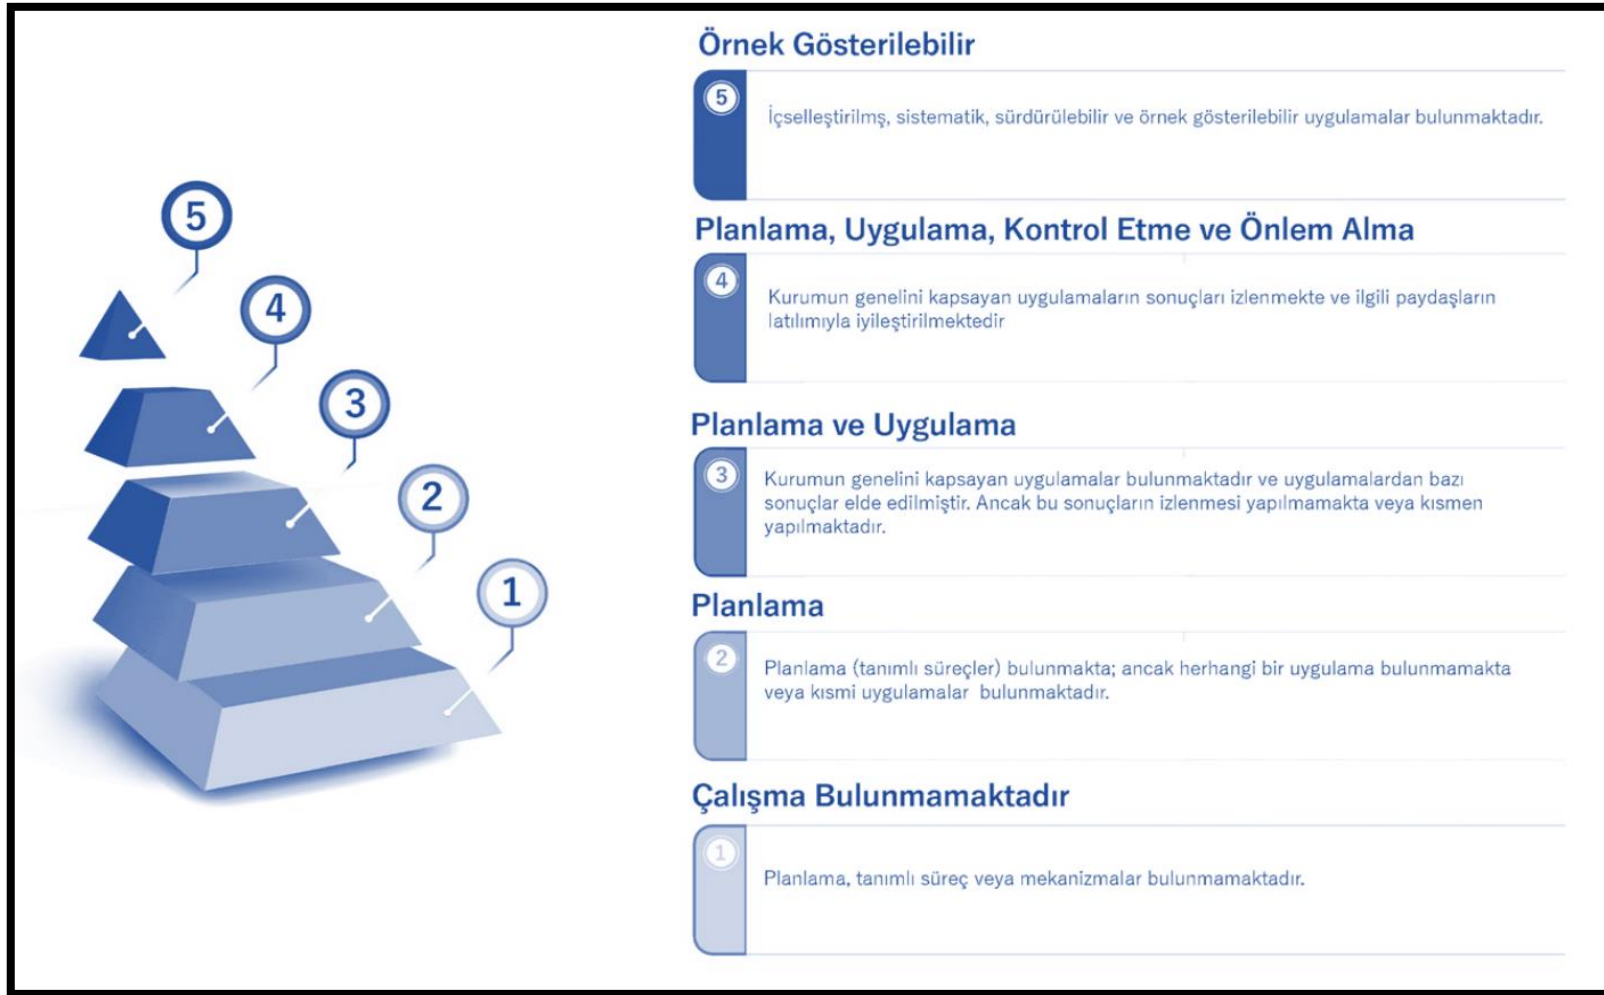 Örnek Gösterilebilir
5
İçselleştirilmş, sistematik, sürdürülebilir ve örnek gösterilebilir uygulamalar bulunmaktadır.
Planlama, Uygulama, Kontrol Etme ve Önlem Alma
4
Kurumun genelini kapsayan uygulamaların sonuçları izlenmekte ve ilgili paydaşların
latılımıyla iyileştirilmektedir
Planlama ve Uygulama
3
Kurumun genelini kapsayan uygulamalar bulunmaktadır ve uygulamalardan bazı
sonuçlar elde edilmiştir. Ancak bu sonuçların izlenmesi yapılmamakta veya kısmen
yapılmaktadır.
Planlama
2
Planlama (tanımlı süreçler) bulunmakta; ancak herhangi bir uygulama bulunmamakta
veya kısmi uygulamalar bulunmaktadır.
Çalışma Bulunmamaktadır
1
Planlama, tanımlı süreç veya mekanizmalar bulunmamaktadır.
5
4
3
2
1